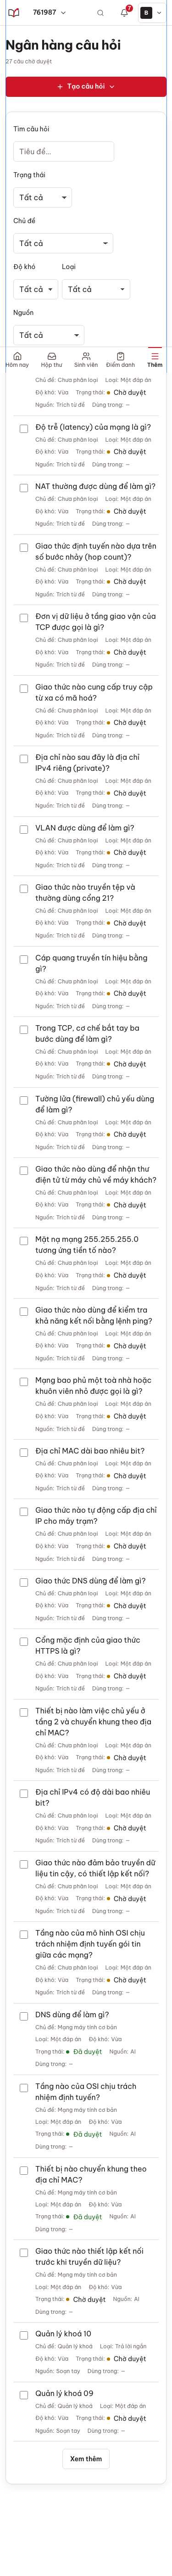 761987
7
B
Ngân hàng câu hỏi
27 câu chờ duyệt
+ Tạo câu hỏi
Tìm câu hỏi
Tiêu đề...
Trạng thái
Tất cả
Chủ đề
Tất cả
Độ khó Loại
Tất cả Tất cả
Nguồn
Tất cả
Hôm nay Hộp thư Sinh viên Điểm danh Thêm
Chủ đề: Chưa phân loại Loại: Một đáp án
Độ khó: Vừa Trạng thái: Chờ duyệt
Nguồn: Trích từ đề Dùng trong: —
Độ trễ (latency) của mạng là gì?
Chủ đề: Chưa phân loại Loại: Một đáp án
Độ khó: Vừa Trạng thái: Chờ duyệt
Nguồn: Trích từ đề Dùng trong: —
NAT thường được dùng để làm gì?
Chủ đề: Chưa phân loại Loại: Một đáp án
Độ khó: Vừa Trạng thái: Chờ duyệt
Nguồn: Trích từ đề Dùng trong: —
Giao thức định tuyến nào dựa trên
số bước nhảy (hop count)?
Chủ đề: Chưa phân loại Loại: Một đáp án
Độ khó: Vừa Trạng thái: Chờ duyệt
Nguồn: Trích từ đề Dùng trong: —
Đơn vị dữ liệu ở tầng giao vận của
TCP được gọi là gì?
Chủ đề: Chưa phân loại Loại: Một đáp án
Độ khó: Vừa Trạng thái: Chờ duyệt
Nguồn: Trích từ đề Dùng trong: —
Giao thức nào cung cấp truy cập
từ xa có mã hoá?
Chủ đề: Chưa phân loại Loại: Một đáp án
Độ khó: Vừa Trạng thái: Chờ duyệt
Nguồn: Trích từ đề Dùng trong: —
Địa chỉ nào sau đây là địa chỉ
IPv4 riêng (private)?
Chủ đề: Chưa phân loại Loại: Một đáp án
Độ khó: Vừa Trạng thái: Chờ duyệt
Nguồn: Trích từ đề Dùng trong: —
VLAN được dùng để làm gì?
Chủ đề: Chưa phân loại Loại: Một đáp án
Độ khó: Vừa Trạng thái: Chờ duyệt
Nguồn: Trích từ đề Dùng trong: —
Giao thức nào truyền tệp và
thường dùng cổng 21?
Chủ đề: Chưa phân loại Loại: Một đáp án
Độ khó: Vừa Trạng thái: Chờ duyệt
Nguồn: Trích từ đề Dùng trong: —
Cáp quang truyền tín hiệu bằng
gì?
Chủ đề: Chưa phân loại Loại: Một đáp án
Độ khó: Vừa Trạng thái: Chờ duyệt
Nguồn: Trích từ đề Dùng trong: —
Trong TCP, cơ chế bắt tay ba
bước dùng để làm gì?
Chủ đề: Chưa phân loại Loại: Một đáp án
Độ khó: Vừa Trạng thái: Chờ duyệt
Nguồn: Trích từ đề Dùng trong: —
Tường lửa (firewall) chủ yếu dùng
để làm gì?
Chủ đề: Chưa phân loại Loại: Một đáp án
Độ khó: Vừa Trạng thái: Chờ duyệt
Nguồn: Trích từ đề Dùng trong: —
Giao thức nào dùng để nhận thư
điện tử từ máy chủ về máy khách?
Chủ đề: Chưa phân loại Loại: Một đáp án
Độ khó: Vừa Trạng thái: Chờ duyệt
Nguồn: Trích từ đề Dùng trong: —
Mặt nạ mạng 255.255.255.0
tương ứng tiền tố nào?
Chủ đề: Chưa phân loại Loại: Một đáp án
Độ khó: Vừa Trạng thái: Chờ duyệt
Nguồn: Trích từ đề Dùng trong: —
Giao thức nào dùng để kiểm tra
khả năng kết nối bằng lệnh ping?
Chủ đề: Chưa phân loại Loại: Một đáp án
Độ khó: Vừa Trạng thái: Chờ duyệt
Nguồn: Trích từ đề Dùng trong: —
Mạng bao phủ một toà nhà hoặc
khuôn viên nhỏ được gọi là gì?
Chủ đề: Chưa phân loại Loại: Một đáp án
Độ khó: Vừa Trạng thái: Chờ duyệt
Nguồn: Trích từ đề Dùng trong: —
Địa chỉ MAC dài bao nhiêu bit?
Chủ đề: Chưa phân loại Loại: Một đáp án
Độ khó: Vừa Trạng thái: Chờ duyệt
Nguồn: Trích từ đề Dùng trong: —
Giao thức nào tự động cấp địa chỉ
IP cho máy trạm?
Chủ đề: Chưa phân loại Loại: Một đáp án
Độ khó: Vừa Trạng thái: Chờ duyệt
Nguồn: Trích từ đề Dùng trong: —
Giao thức DNS dùng để làm gì?
Chủ đề: Chưa phân loại Loại: Một đáp án
Độ khó: Vừa Trạng thái: Chờ duyệt
Nguồn: Trích từ đề Dùng trong: —
Cổng mặc định của giao thức
HTTPS là gì?
Chủ đề: Chưa phân loại Loại: Một đáp án
Độ khó: Vừa Trạng thái: Chờ duyệt
Nguồn: Trích từ đề Dùng trong: —
Thiết bị nào làm việc chủ yếu ở
tầng 2 và chuyển khung theo địa
chỉ MAC?
Chủ đề: Chưa phân loại Loại: Một đáp án
Độ khó: Vừa Trạng thái: Chờ duyệt
Nguồn: Trích từ đề Dùng trong: —
Địa chỉ IPv4 có độ dài bao nhiêu
bit?
Chủ đề: Chưa phân loại Loại: Một đáp án
Độ khó: Vừa Trạng thái: Chờ duyệt
Nguồn: Trích từ đề Dùng trong: —
Giao thức nào đảm bảo truyền dữ
liệu tin cậy, có thiết lập kết nối?
Chủ đề: Chưa phân loại Loại: Một đáp án
Độ khó: Vừa Trạng thái: Chờ duyệt
Nguồn: Trích từ đề Dùng trong: —
Tầng nào của mô hình OSI chịu
trách nhiệm định tuyến gói tin
giữa các mạng?
Chủ đề: Chưa phân loại Loại: Một đáp án
Độ khó: Vừa Trạng thái: Chờ duyệt
Nguồn: Trích từ đề Dùng trong: —
DNS dùng để làm gì?
Chủ đề: Mạng máy tính cơ bản
Loại: Một đáp án Độ khó: Vừa
Trạng thái: Đã duyệt Nguồn: AI
Dùng trong: —
Tầng nào của OSI chịu trách
nhiệm định tuyến?
Chủ đề: Mạng máy tính cơ bản
Loại: Một đáp án Độ khó: Vừa
Trạng thái: Đã duyệt Nguồn: AI
Dùng trong: —
Thiết bị nào chuyển khung theo
địa chỉ MAC?
Chủ đề: Mạng máy tính cơ bản
Loại: Một đáp án Độ khó: Vừa
Trạng thái: Đã duyệt Nguồn: AI
Dùng trong: —
Giao thức nào thiết lập kết nối
trước khi truyền dữ liệu?
Chủ đề: Mạng máy tính cơ bản
Loại: Một đáp án Độ khó: Vừa
Trạng thái: Chờ duyệt Nguồn: AI
Dùng trong: —
Quản lý khoá 10
Chủ đề: Quản lý khoá Loại: Trả lời ngắn
Độ khó: Vừa Trạng thái: Chờ duyệt
Nguồn: Soạn tay Dùng trong: —
Quản lý khoá 09
Chủ đề: Quản lý khoá Loại: Một đáp án
Độ khó: Vừa Trạng thái: Chờ duyệt
Nguồn: Soạn tay Dùng trong: —
Xem thêm